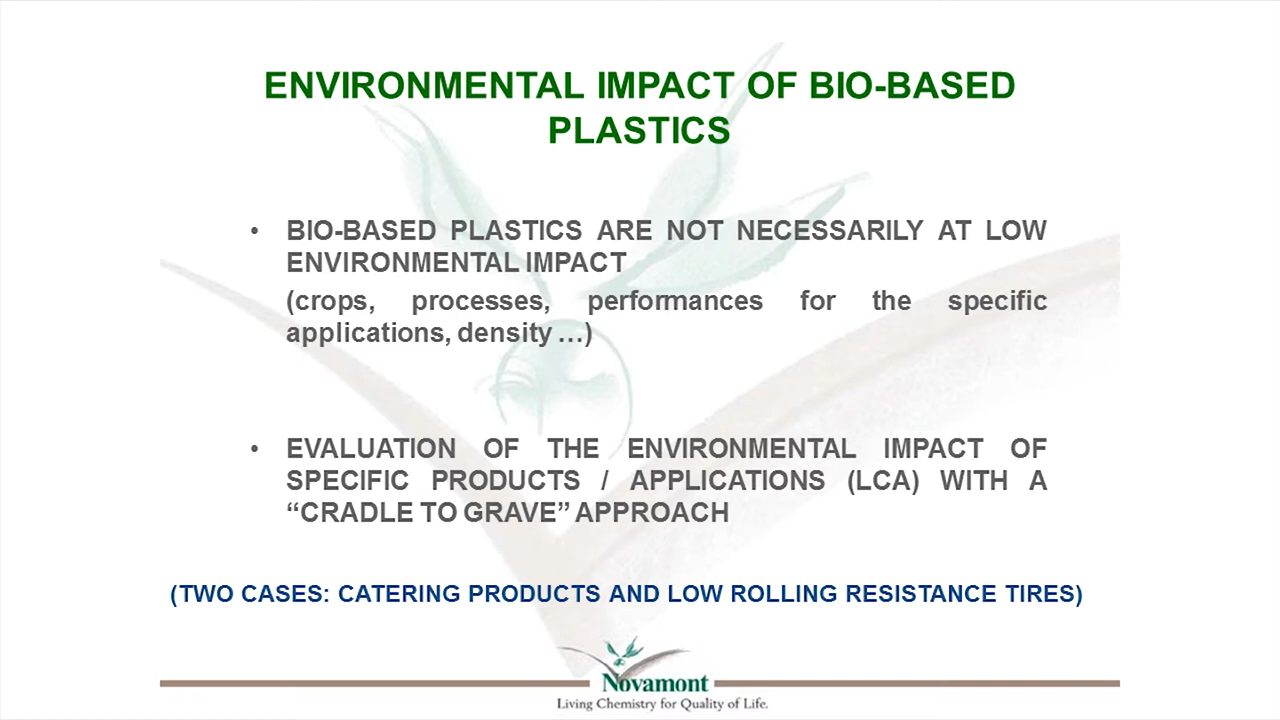 ENVIRONMENTAL IMPACT OF BIO-BASED
PLASTICS
• BIO-BASED PLASTICS ARE NOT NECESSARILY AT LOW
ENVIRONMENTAL IMPACT
(crops, processes, performances for the specific
applications, density …)
• EVALUATION OF THE ENVIRONMENTAL IMPACT OF
SPECIFIC PRODUCTS / APPLICATIONS (LCA) WITH A
“CRADLE TO GRAVE” APPROACH
(TWO CASES: CATERING PRODUCTS AND LOW ROLLING RESISTANCE TIRES)
Novamont
Living Chemistry for Quality of Life.